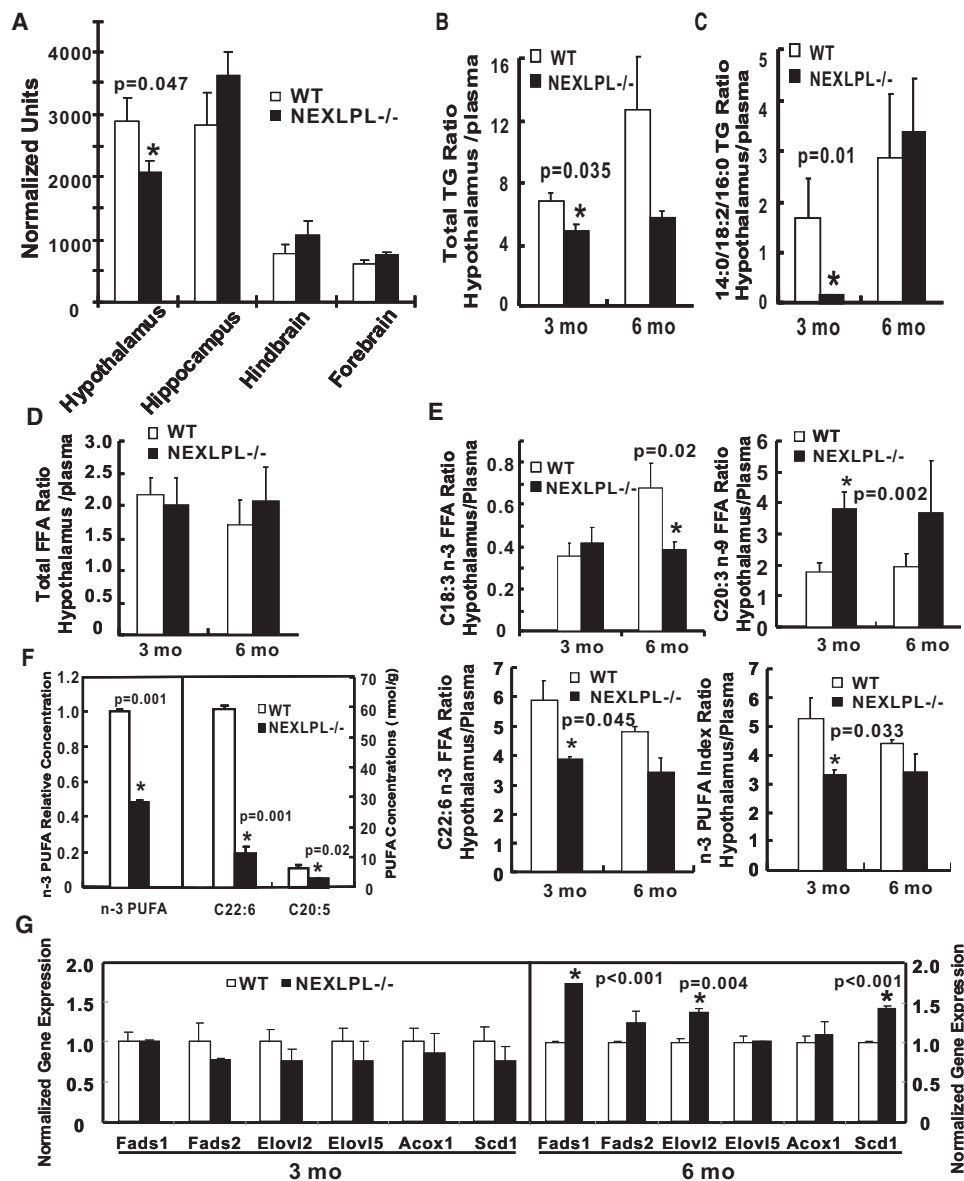 A
Normalized Units
4000
3000
2000
1000
0
p=0.047
*
WT
NEXLPL-/-
Hypothalamus
Hippocampus
Hindbrain
Forebrain
B
Total TG Ratio
Hypothalamus /plasma
16
12
8
4
0
WT
NEXLPL-/-
p=0.035
*
3 mo
6 mo
C
14:0/18:2/16:0 TG Ratio
Hypothalamus/plasma
5
4
3
2
1
0
WT
NEXLPL-/-
p=0.01
*
3 mo
6 mo
D
Total FFA Ratio
Hypothalamus /plasma
3.0
2.5
2.0
1.5
1.0
0.5
0
WT
NEXLPL-/-
3 mo
6 mo
E
C18:3 n-3 FFA Ratio
Hypothalamus/Plasma
1
0.8
0.6
0.4
0.2
0
WT
NEXLPL-/-
p=0.02
*
3 mo
6 mo
C20:3 n-9 FFA Ratio
Hypothalamus/Plasma
6
5
4
3
2
1
0
WT
NEXLPL-/-
*
p=0.002
3 mo
6 mo
C22:6 n-3 FFA Ratio
Hypothalamus/Plasma
7
6
5
4
3
2
1
0
WT
NEXLPL-/-
p=0.045
*
3 mo
6 mo
n-3 PUFA Index Ratio
Hypothalamus/Plasma
7
6
5
4
3
2
1
0
WT
NEXLPL-/-
p=0.033
*
3 mo
6 mo
F
n-3 PUFA Relative Concentration
1.2
1.0
0.8
0.6
0.4
0.2
0
p=0.001
*
WT
NEXLPL-/-
p=0.001
*
p=0.02
*
70
60
50
40
30
20
10
0
PUFA Concentrations (nmol/g)
n-3 PUFA
C22:6
C20:5
G
Normalized Gene Expression
2.0
1.5
1.0
0.5
0
WT
NEXLPL-/-
*
p<0.001
p=0.004
*
p<0.001
*
2.0
1.5
1.0
0.5
0
Normalized Gene Expression
Fads1 Fads2 Elovl2 Elovl5 Acox1 Scd1
Fads1 Fads2 Elovl2 Elovl5 Acox1 Scd1
3 mo
6 mo